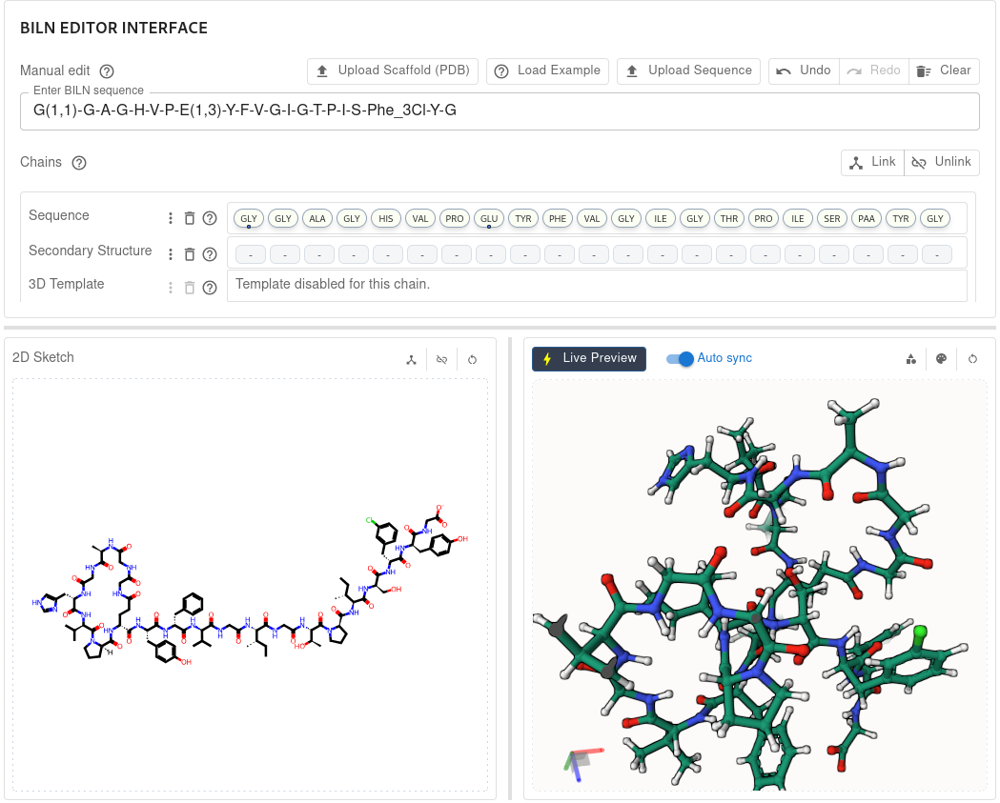 BILN EDITOR INTERFACE
Manual edit
Upload Scaffold (PDB)
Load Example
Upload Sequence
Undo
Redo
Clear
Enter BILN sequence
G(1,1)-G-A-G-H-V-P-E(1,3)-Y-F-V-G-I-G-T-P-I-S-Phe_3Cl-Y-G
Chains
Link
Unlink
Sequence
GLY GLY ALA GLY HIS VAL PRO GLU TYR PHE VAL GLY ILE GLY THR PRO ILE SER PAA TYR GLY
Secondary Structure
- - - - - - - - - - - - - - - - - - - - -
3D Template
Template disabled for this chain.
2D Sketch
Live Preview
Auto sync